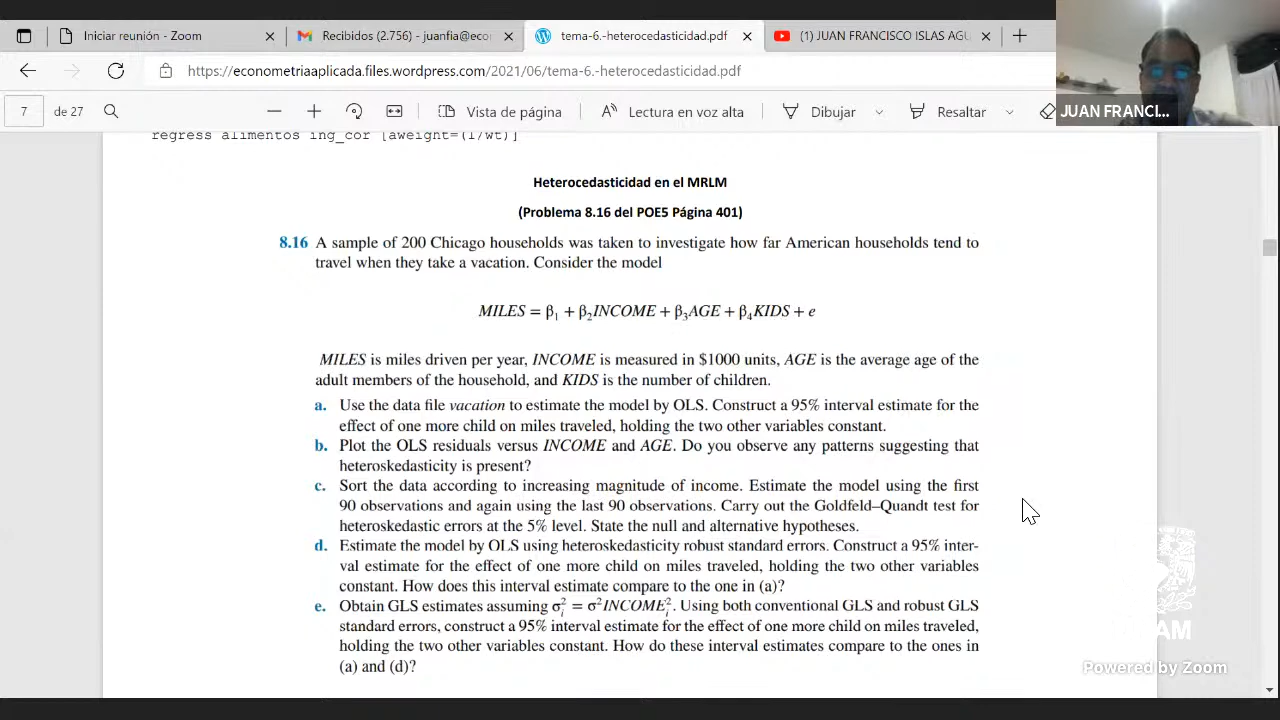 Iniciar reunión - Zoom
Recibidos (2.756) - juanfia@eco
tema-6.-heterocedasticidad.pdf
(1) JUAN FRANCISCO ISLAS AGU
https://econometriaaplicada.files.wordpress.com/2021/06/tema-6.-heterocedasticidad.pdf
7 de 27
Vista de página
Lectura en voz alta
Dibujar
Resaltar
JUAN FRANCI...
regress alimentos ing_cor [aweight=(1/wt)]
Heterocedasticidad en el MRLM
(Problema 8.16 del POE5 Página 401)
8.16 A sample of 200 Chicago households was taken to investigate how far American households tend to
travel when they take a vacation. Consider the model
MILES = β₁ + β₂INCOME + β₃AGE + β₄KIDS + e
MILES is miles driven per year, INCOME is measured in $1000 units, AGE is the average age of the
adult members of the household, and KIDS is the number of children.
a. Use the data file vacation to estimate the model by OLS. Construct a 95% interval estimate for the
effect of one more child on miles traveled, holding the two other variables constant.
b. Plot the OLS residuals versus INCOME and AGE. Do you observe any patterns suggesting that
heteroskedasticity is present?
c. Sort the data according to increasing magnitude of income. Estimate the model using the first
90 observations and again using the last 90 observations. Carry out the Goldfeld–Quandt test for
heteroskedastic errors at the 5% level. State the null and alternative hypotheses.
d. Estimate the model by OLS using heteroskedasticity robust standard errors. Construct a 95% inter-
val estimate for the effect of one more child on miles traveled, holding the two other variables
constant. How does this interval estimate compare to the one in (a)?
e. Obtain GLS estimates assuming σᵢ² = σ²INCOMEᵢ². Using both conventional GLS and robust GLS
standard errors, construct a 95% interval estimate for the effect of one more child on miles traveled,
holding the two other variables constant. How do these interval estimates compare to the ones in
(a) and (d)?
Powered by Zoom